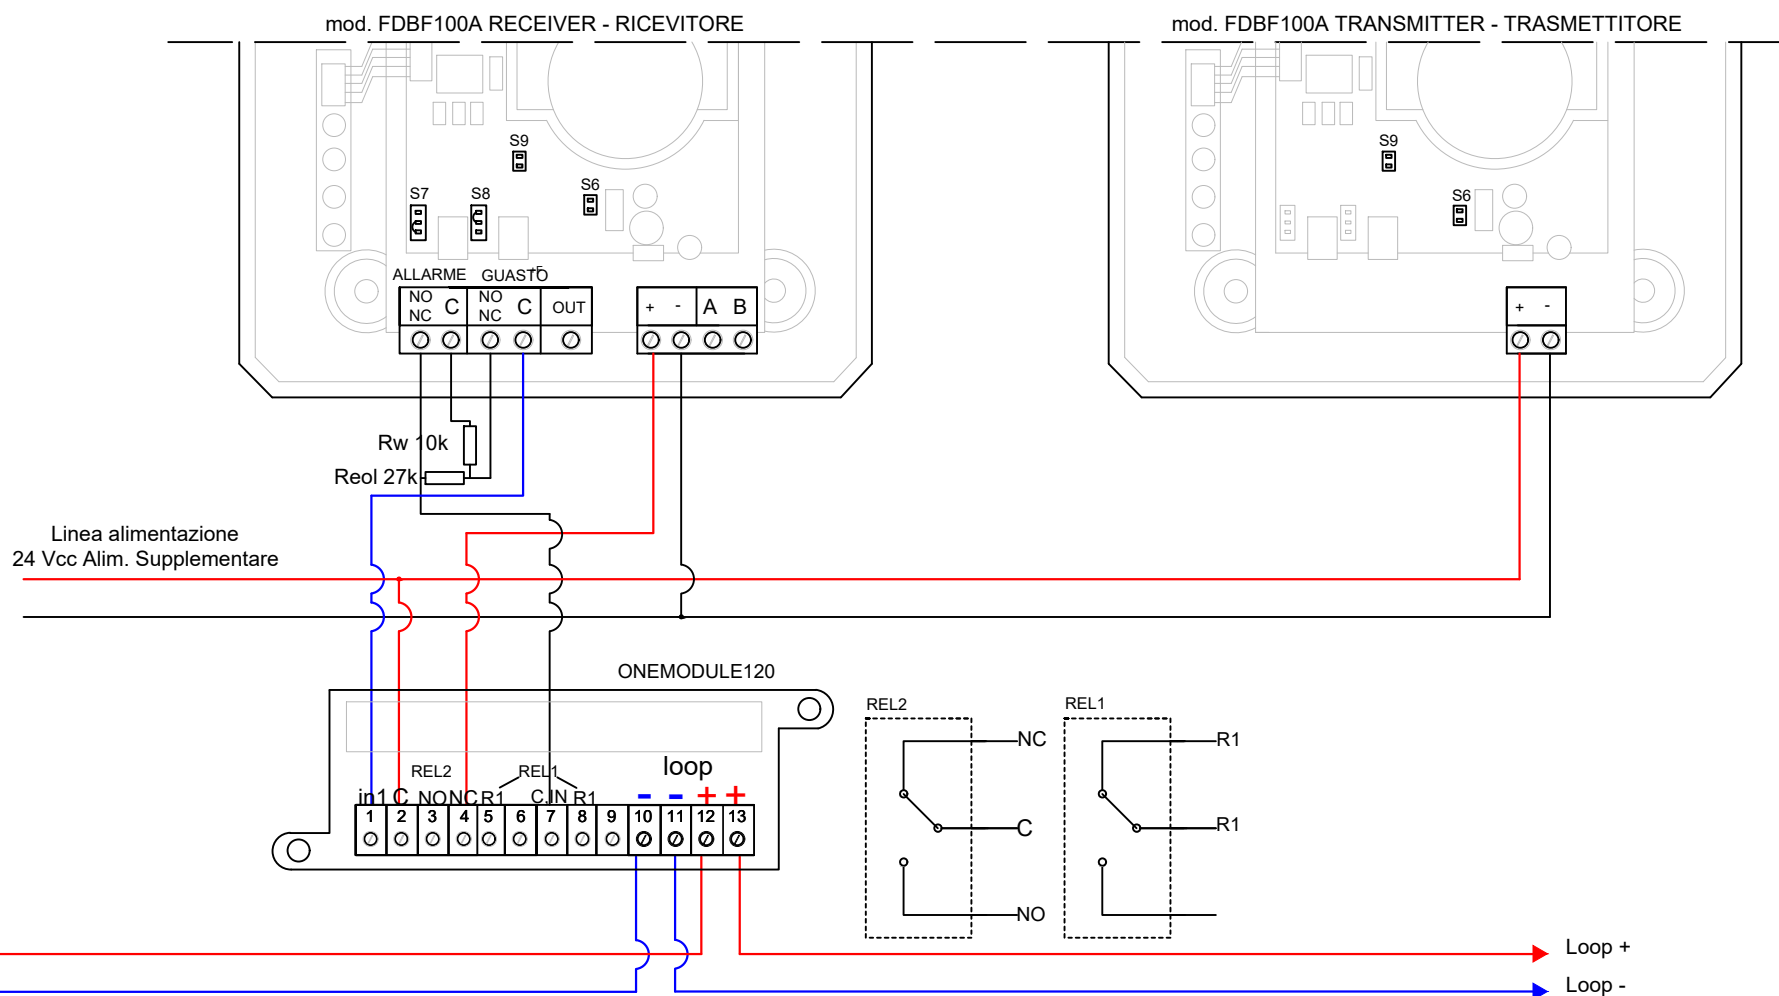 mod. FDBF100A RECEIVER - RICEVITORE
mod. FDBF100A TRANSMITTER - TRASMETTITORE
S9
S9
S7
S8
S6
S6
ALLARME
GUASTO
NO
NC
C
NO
NC
C
OUT
+ - A B
+ -
Rw 10k
Reol 27k
Linea alimentazione
24 Vcc Alim. Supplementare
ONEMODULE120
REL2
REL1
NC
R1
C
R1
NO
REL2
REL1
loop
in1 C NO NC R1 C.IN R1 - - + +
1 2 3 4 5 6 7 8 9 10 11 12 13
Loop +
Loop -